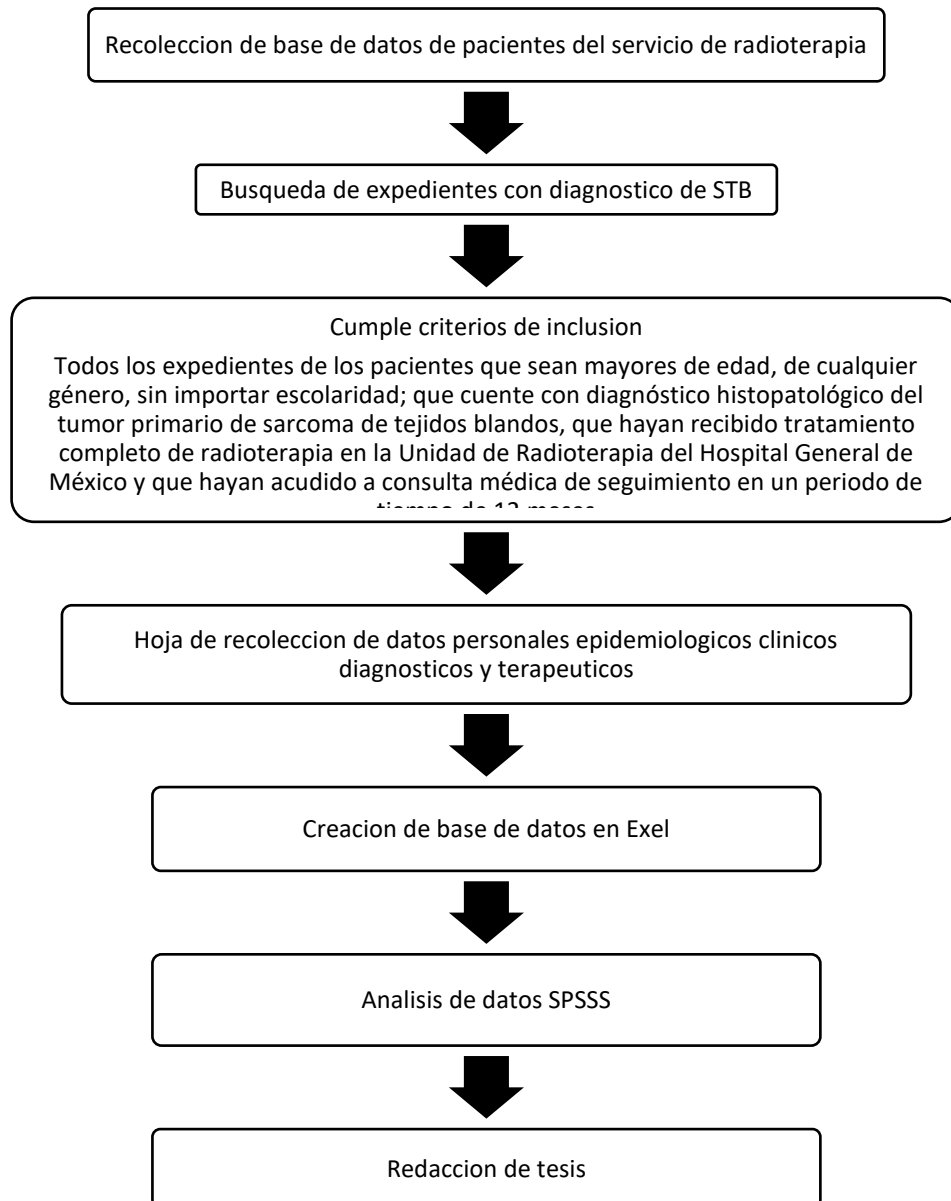 Recoleccion de base de datos de pacientes del servicio de radioterapia
Busqueda de expedientes con diagnostico de STB
Cumple criterios de inclusion
Todos los expedientes de los pacientes que sean mayores de edad, de cualquier
género, sin importar escolaridad; que cuente con diagnóstico histopatológico del
tumor primario de sarcoma de tejidos blandos, que hayan recibido tratamiento
completo de radioterapia en la Unidad de Radioterapia del Hospital General de
México y que hayan acudido a consulta médica de seguimiento en un periodo de
tiempo de 12 meses
Hoja de recoleccion de datos personales epidemiologicos clinicos
diagnosticos y terapeuticos
Creacion de base de datos en Exel
Analisis de datos SPSSS
Redaccion de tesis